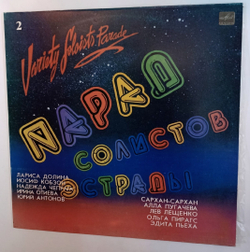 2
Variety Soloists Parade
ПАРАД
СОЛИСТОВ
ЭСТРАДЫ
ЛАРИСА ДОЛИНА
ИОСИФ КОБЗОН
НАДЕЖДА ЧЕПРАГА
ИРИНА ОТИЕВА
ЮРИЙ АНТОНОВ
САРХАН-САРХАН
АЛЛА ПУГАЧЕВА
ЛЕВ ЛЕЩЕНКО
ОЛЬГА ПИРАГС
ЭДИТА ПЬЕХА